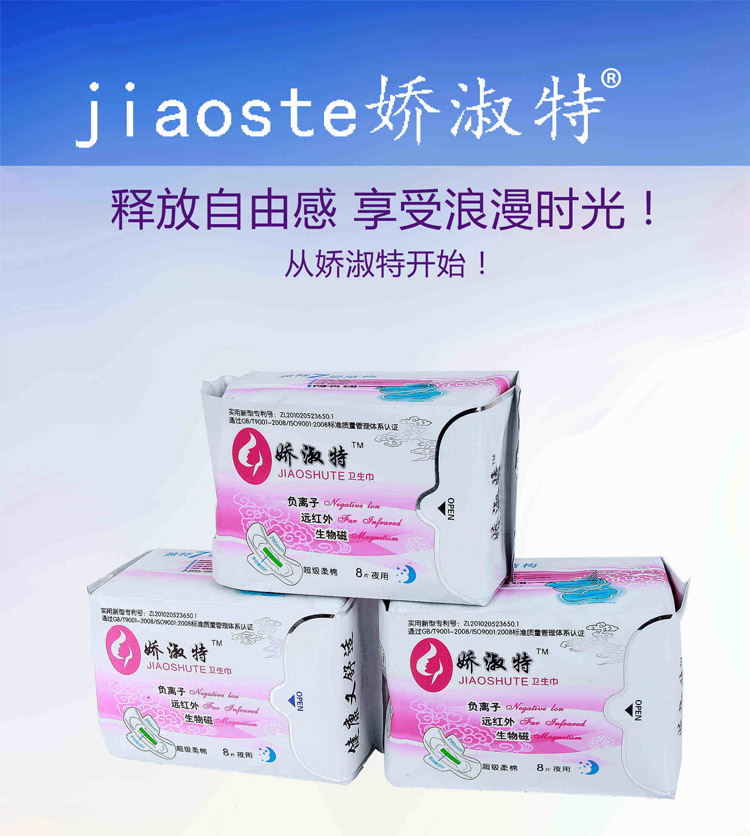 jiaoste娇淑特®
释放自由感 享受浪漫时光！
从娇淑特开始！
实用新型专利号：ZL201020523650.1
通过GB/T9001-2008/ISO9001:2008标准质量管理体系认证
娇淑特™
JIAOSHUTE 卫生巾
负离子 Negative lon
远红外 Far Infrared
生物磁 Magnetism
超级柔棉 8片 夜用
OPEN
实用新型专利号：ZL201020523650.1
通过GB/T9001-2008/ISO9001:2008标准质量管理体系认证
娇淑特™
JIAOSHUTE 卫生巾
负离子 Negative lon
远红外 Far Infrared
生物磁 Magnetism
超级柔棉 8片 夜用
OPEN
健康又舒适
实用新型专利号：ZL201020523650.1
通过GB/T9001-2008/ISO9001:2008标准质量管理体系认证
娇淑特™
JIAOSHUTE 卫生巾
负离子 Negative lon
远红外 Far Infrared
生物磁 Magnetism
超级柔棉 8片 夜用
OPEN